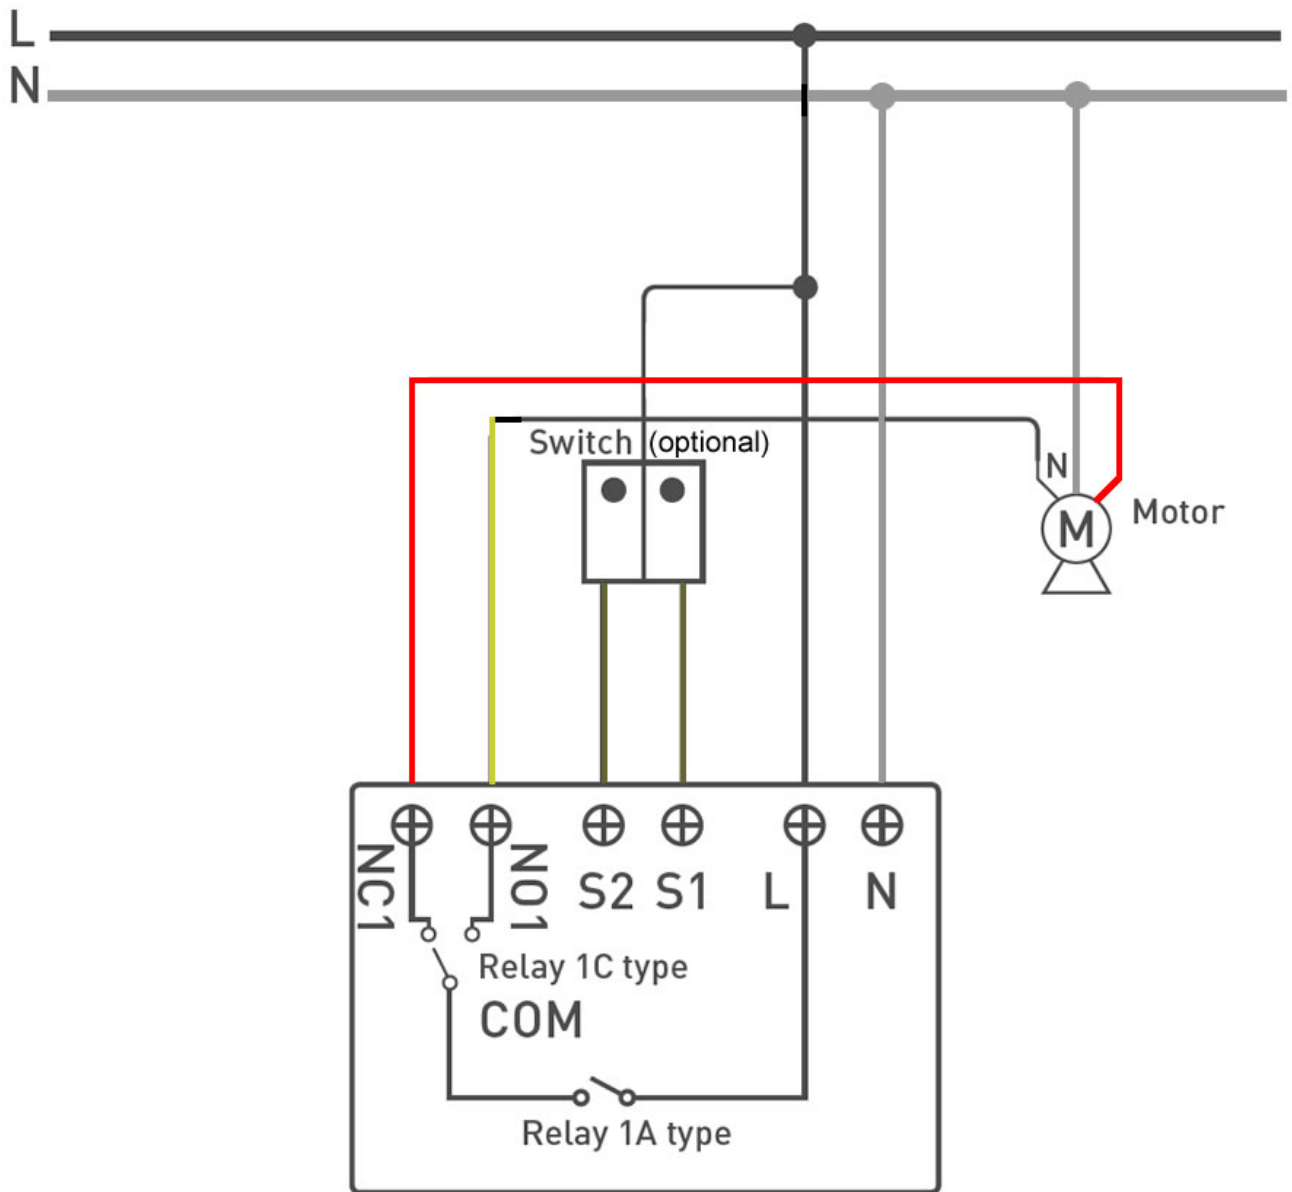 L
N
Switch (optional)
N
M
Motor
NC1
NO1
S2
S1
L
N
Relay 1C type
COM
Relay 1A type